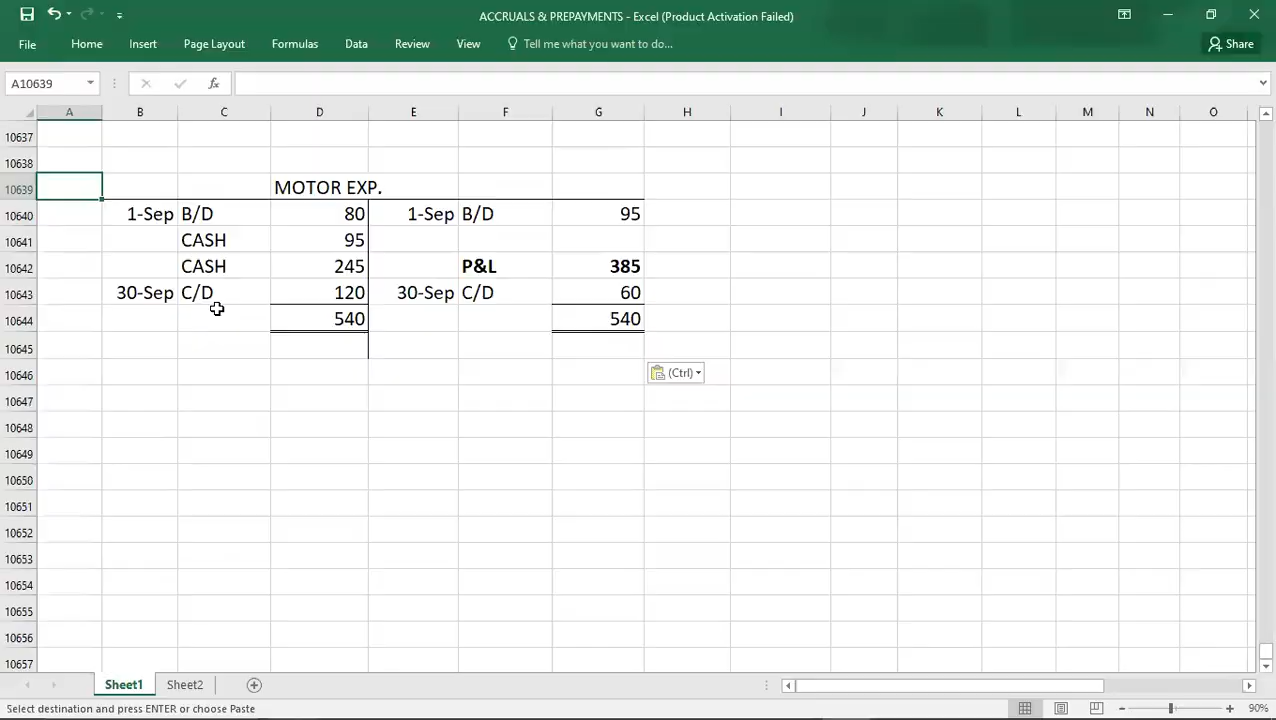 ACCRUALS & PREPAYMENTS - Excel (Product Activation Failed)
File Home Insert Page Layout Formulas Data Review View Tell me what you want to do... Share
A10639 fx
A B C D E F G H I J K L M N O
10637
10638
10639 MOTOR EXP.
10640 1-Sep B/D 80 1-Sep B/D 95
10641 CASH 95
10642 CASH 245 P&L 385
10643 30-Sep C/D 120 30-Sep C/D 60
10644 540 540
10645
10646 (Ctrl)
10647
10648
10649
10650
10651
10652
10653
10654
10655
10656
10657
Sheet1 Sheet2
Select destination and press ENTER or choose Paste 90%